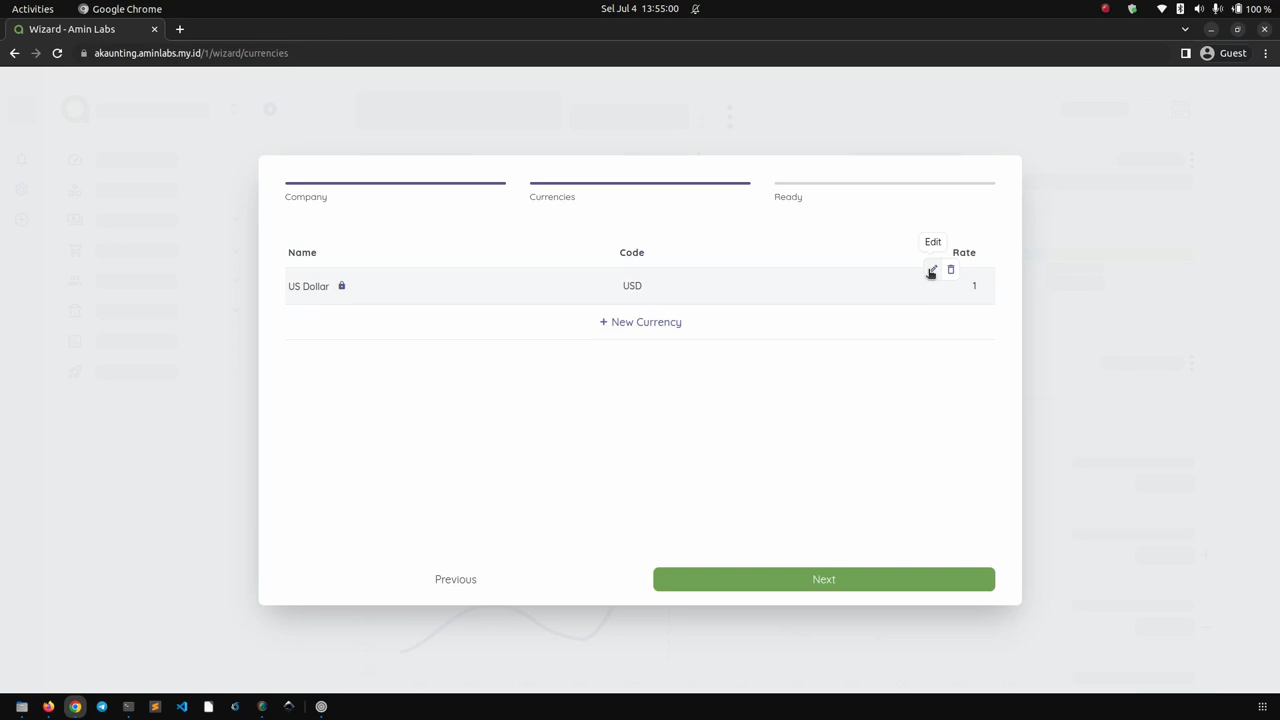 Activities
Google Chrome
Sel Jul 4 13:55:00
100 %
Wizard - Amin Labs
akaunting.aminlabs.my.id/1/wizard/currencies
Guest
Company
Currencies
Ready
Edit
Name
Code
Rate
US Dollar
USD
1
+ New Currency
Previous
Next